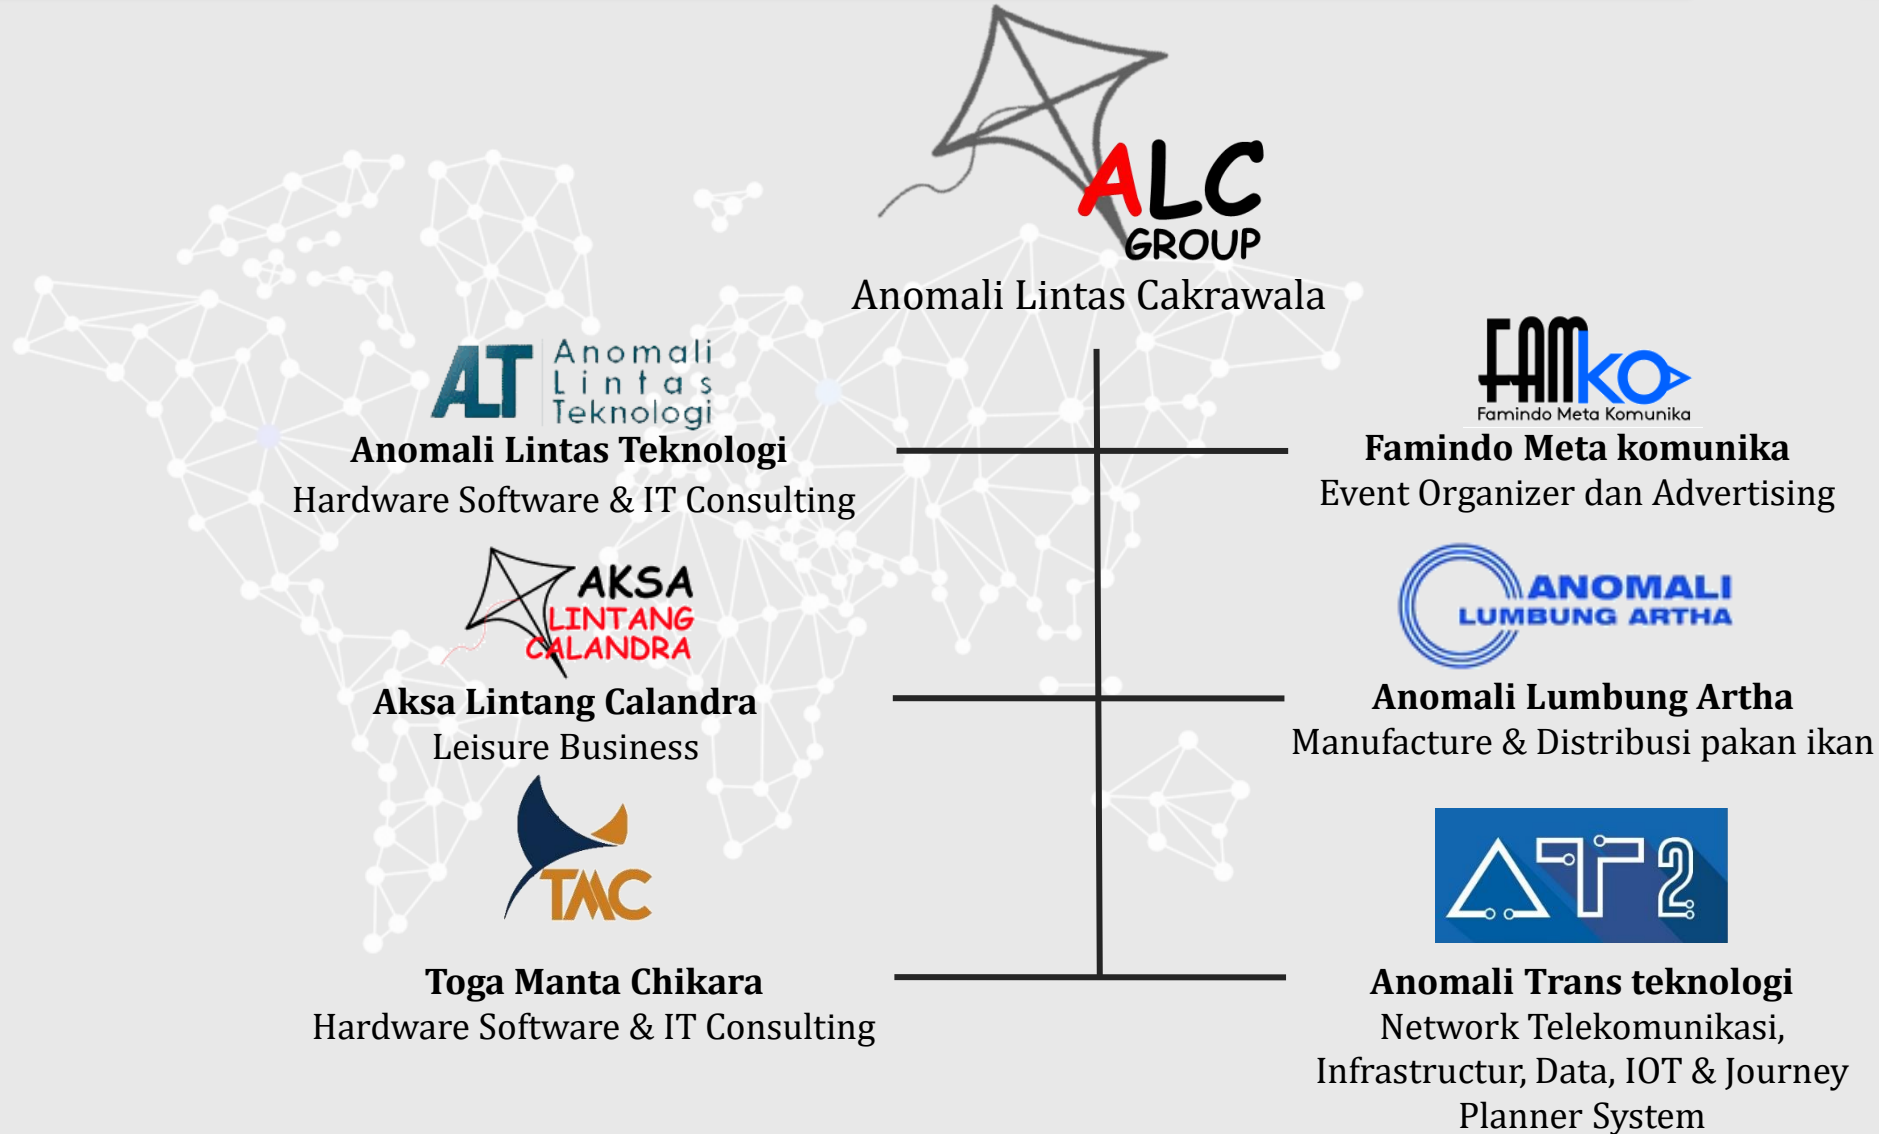 ALC
GROUP
Anomali Lintas Cakrawala
ALT
Anomali
Lintas
Teknologi
Anomali Lintas Teknologi
Hardware Software & IT Consulting
FAMKO
Famindo Meta Komunika
Famindo Meta komunika
Event Organizer dan Advertising
AKSA
LINTANG
CALANDRA
Aksa Lintang Calandra
Leisure Business
ANOMALI
LUMBUNG ARTHA
Anomali Lumbung Artha
Manufacture & Distribusi pakan ikan
TMC
Toga Manta Chikara
Hardware Software & IT Consulting
AT2
Anomali Trans teknologi
Network Telekomunikasi,
Infrastructur, Data, IOT & Journey
Planner System